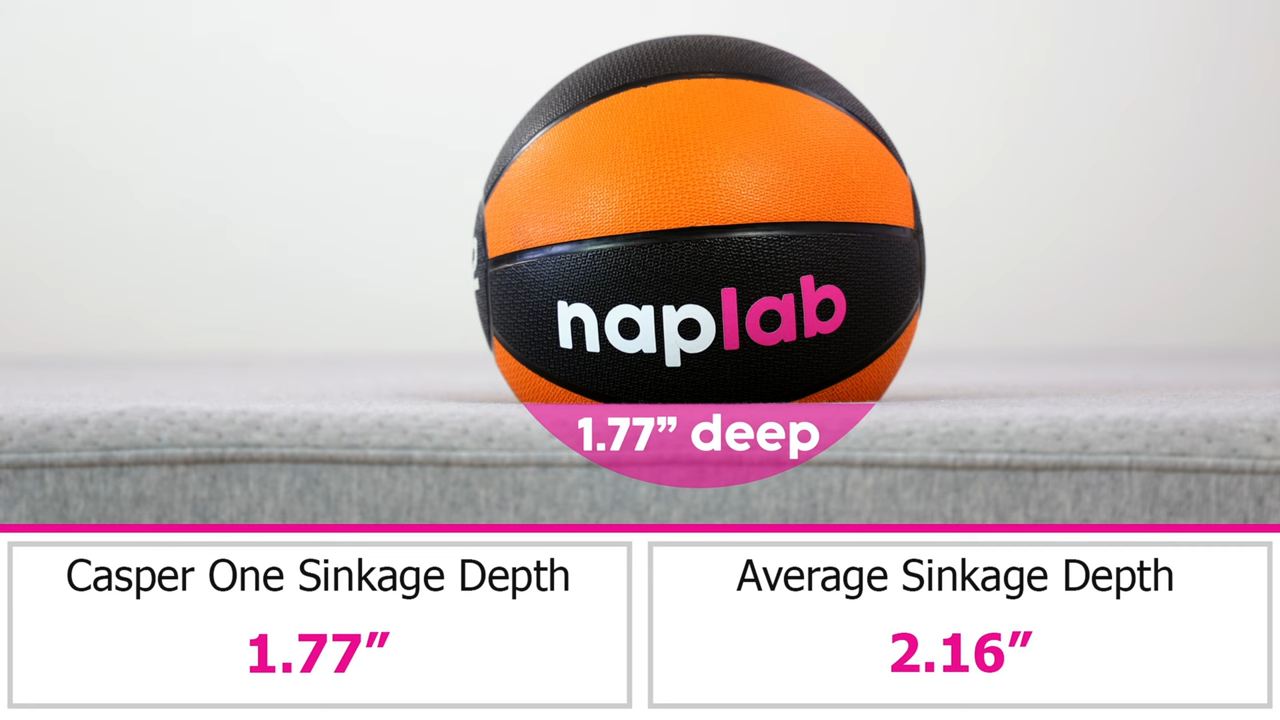 naplab
1.77” deep
Casper One Sinkage Depth
1.77”
Average Sinkage Depth
2.16”